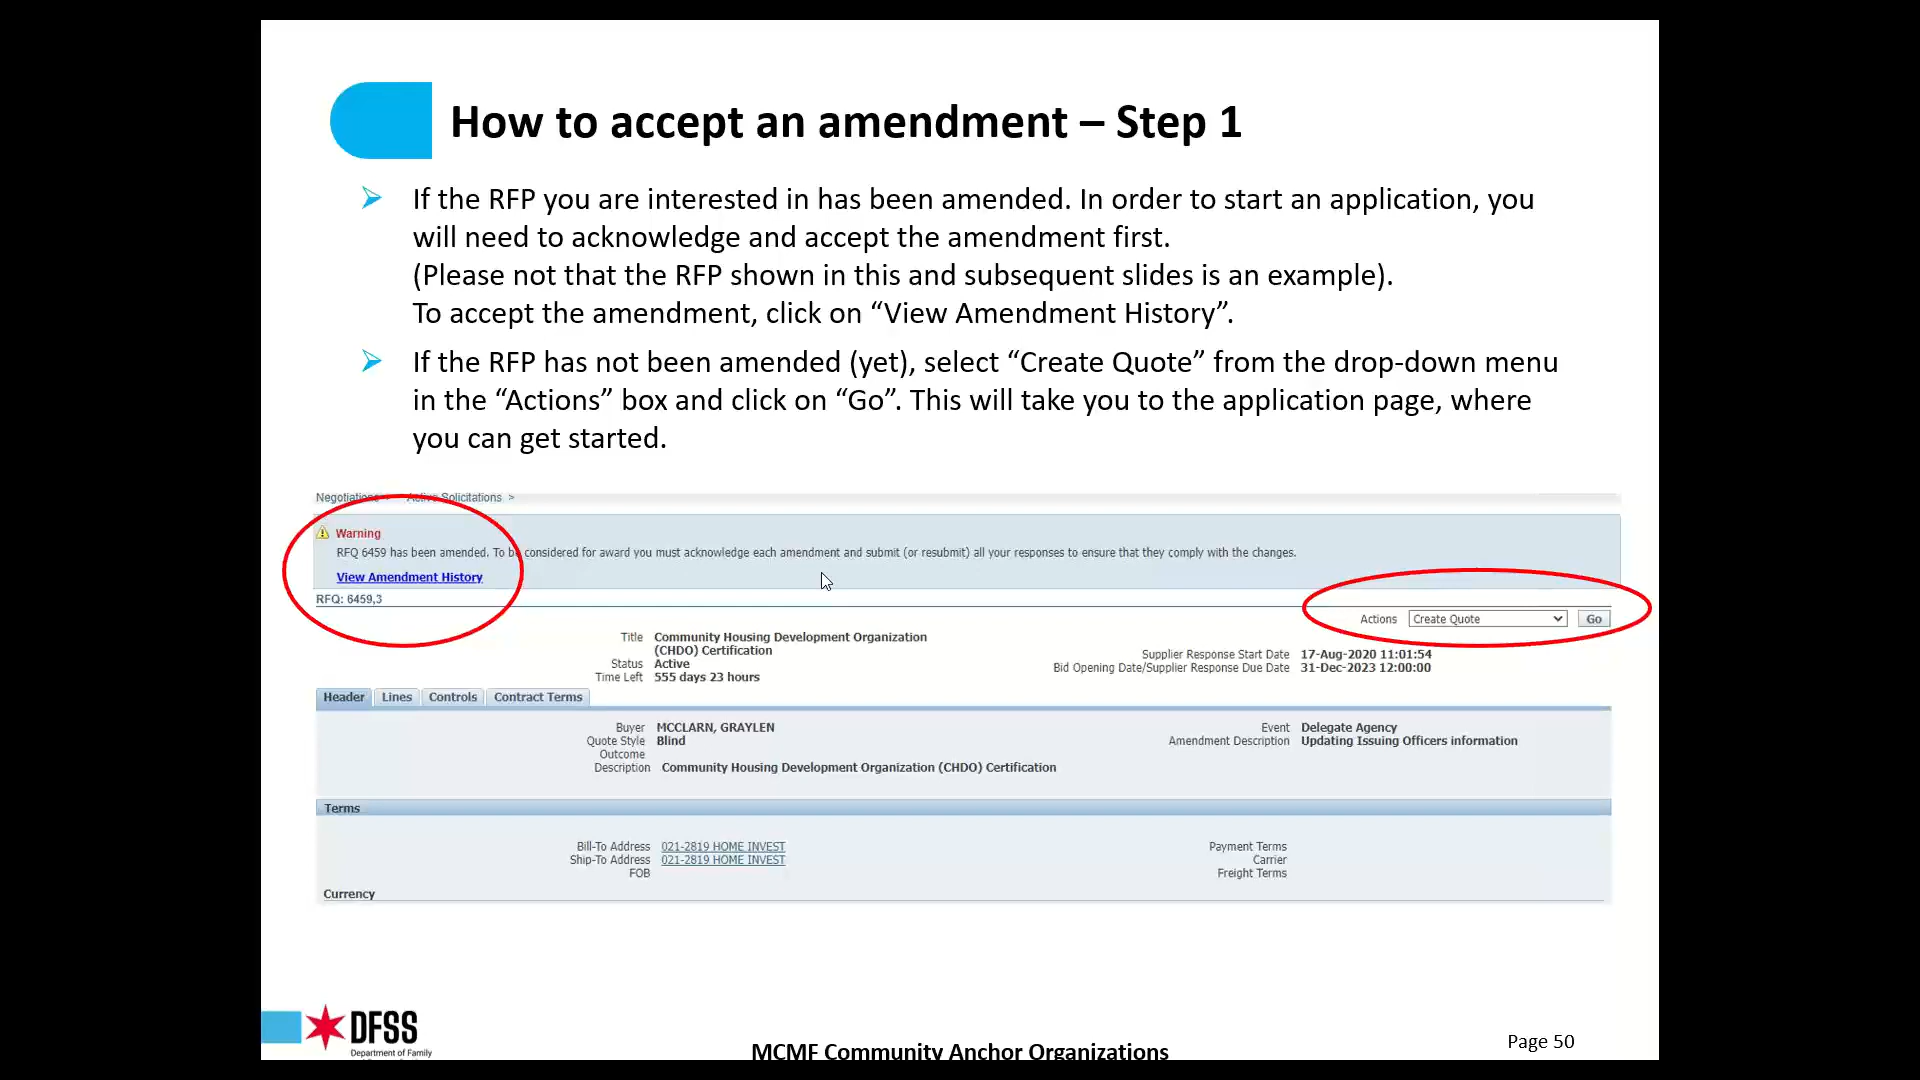 How to accept an amendment – Step 1
If the RFP you are interested in has been amended. In order to start an application, you
will need to acknowledge and accept the amendment first.
(Please not that the RFP shown in this and subsequent slides is an example).
To accept the amendment, click on “View Amendment History”.
If the RFP has not been amended (yet), select “Create Quote” from the drop-down menu
in the “Actions” box and click on “Go”. This will take you to the application page, where
you can get started.
Negotiations > Active Solicitations >
Warning
RFQ 6459 has been amended. To be considered for award you must acknowledge each amendment and submit (or resubmit) all your responses to ensure that they comply with the changes.
View Amendment History
RFQ: 6459,3
Actions Create Quote Go
Title Community Housing Development Organization
(CHDO) Certification
Status Active
Time Left 555 days 23 hours
Supplier Response Start Date 17-Aug-2020 11:01:54
Bid Opening Date/Supplier Response Due Date 31-Dec-2023 12:00:00
Header Lines Controls Contract Terms
Buyer MCCLARN, GRAYLEN
Quote Style Blind
Outcome
Description Community Housing Development Organization (CHDO) Certification
Event Delegate Agency
Amendment Description Updating Issuing Officers information
Terms
Bill-To Address 021-2819 HOME INVEST
Ship-To Address 021-2819 HOME INVEST
FOB
Payment Terms
Carrier
Freight Terms
Currency
DFSS
Department of Family
MCMF Community Anchor Organizations
Page 50